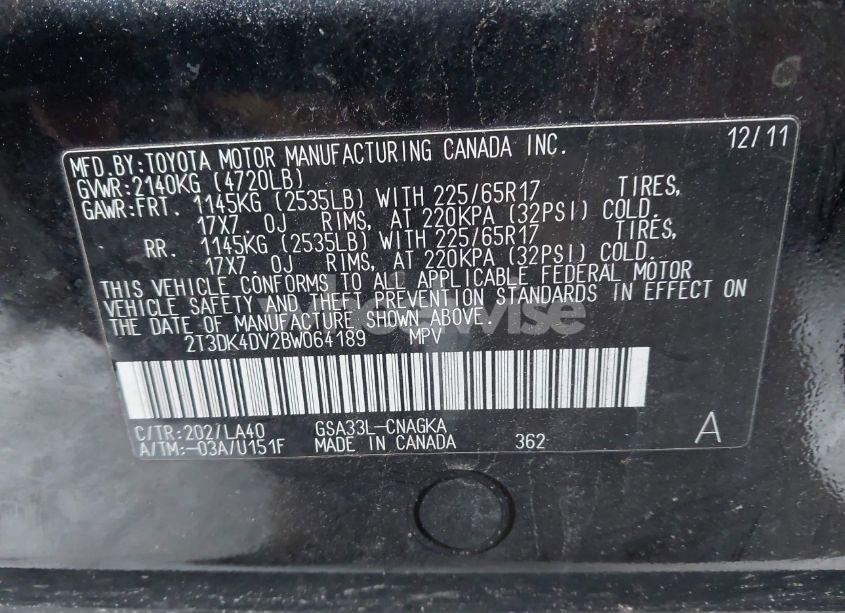 MFD.BY:TOYOTA MOTOR MANUFACTURING CANADA INC. 12/11
GVWR:2140KG (4720LB)
GAWR:FRT. 1145KG (2535LB) WITH 225/65R17 TIRES,
17X7.0J RIMS, AT 220KPA (32PSI) COLD.
RR. 1145KG (2535LB) WITH 225/65R17 TIRES,
17X7.0J RIMS, AT 220KPA (32PSI) COLD.
THIS VEHICLE CONFORMS TO ALL APPLICABLE FEDERAL MOTOR
VEHICLE SAFETY AND THEFT PREVENTION STANDARDS IN EFFECT ON
THE DATE OF MANUFACTURE SHOWN ABOVE.
2T3DK4DV2BW064189 MPV
C/TR:202/LA40 GSA33L-CNAGKA
A/TM:-03A/U151F MADE IN CANADA 362 A